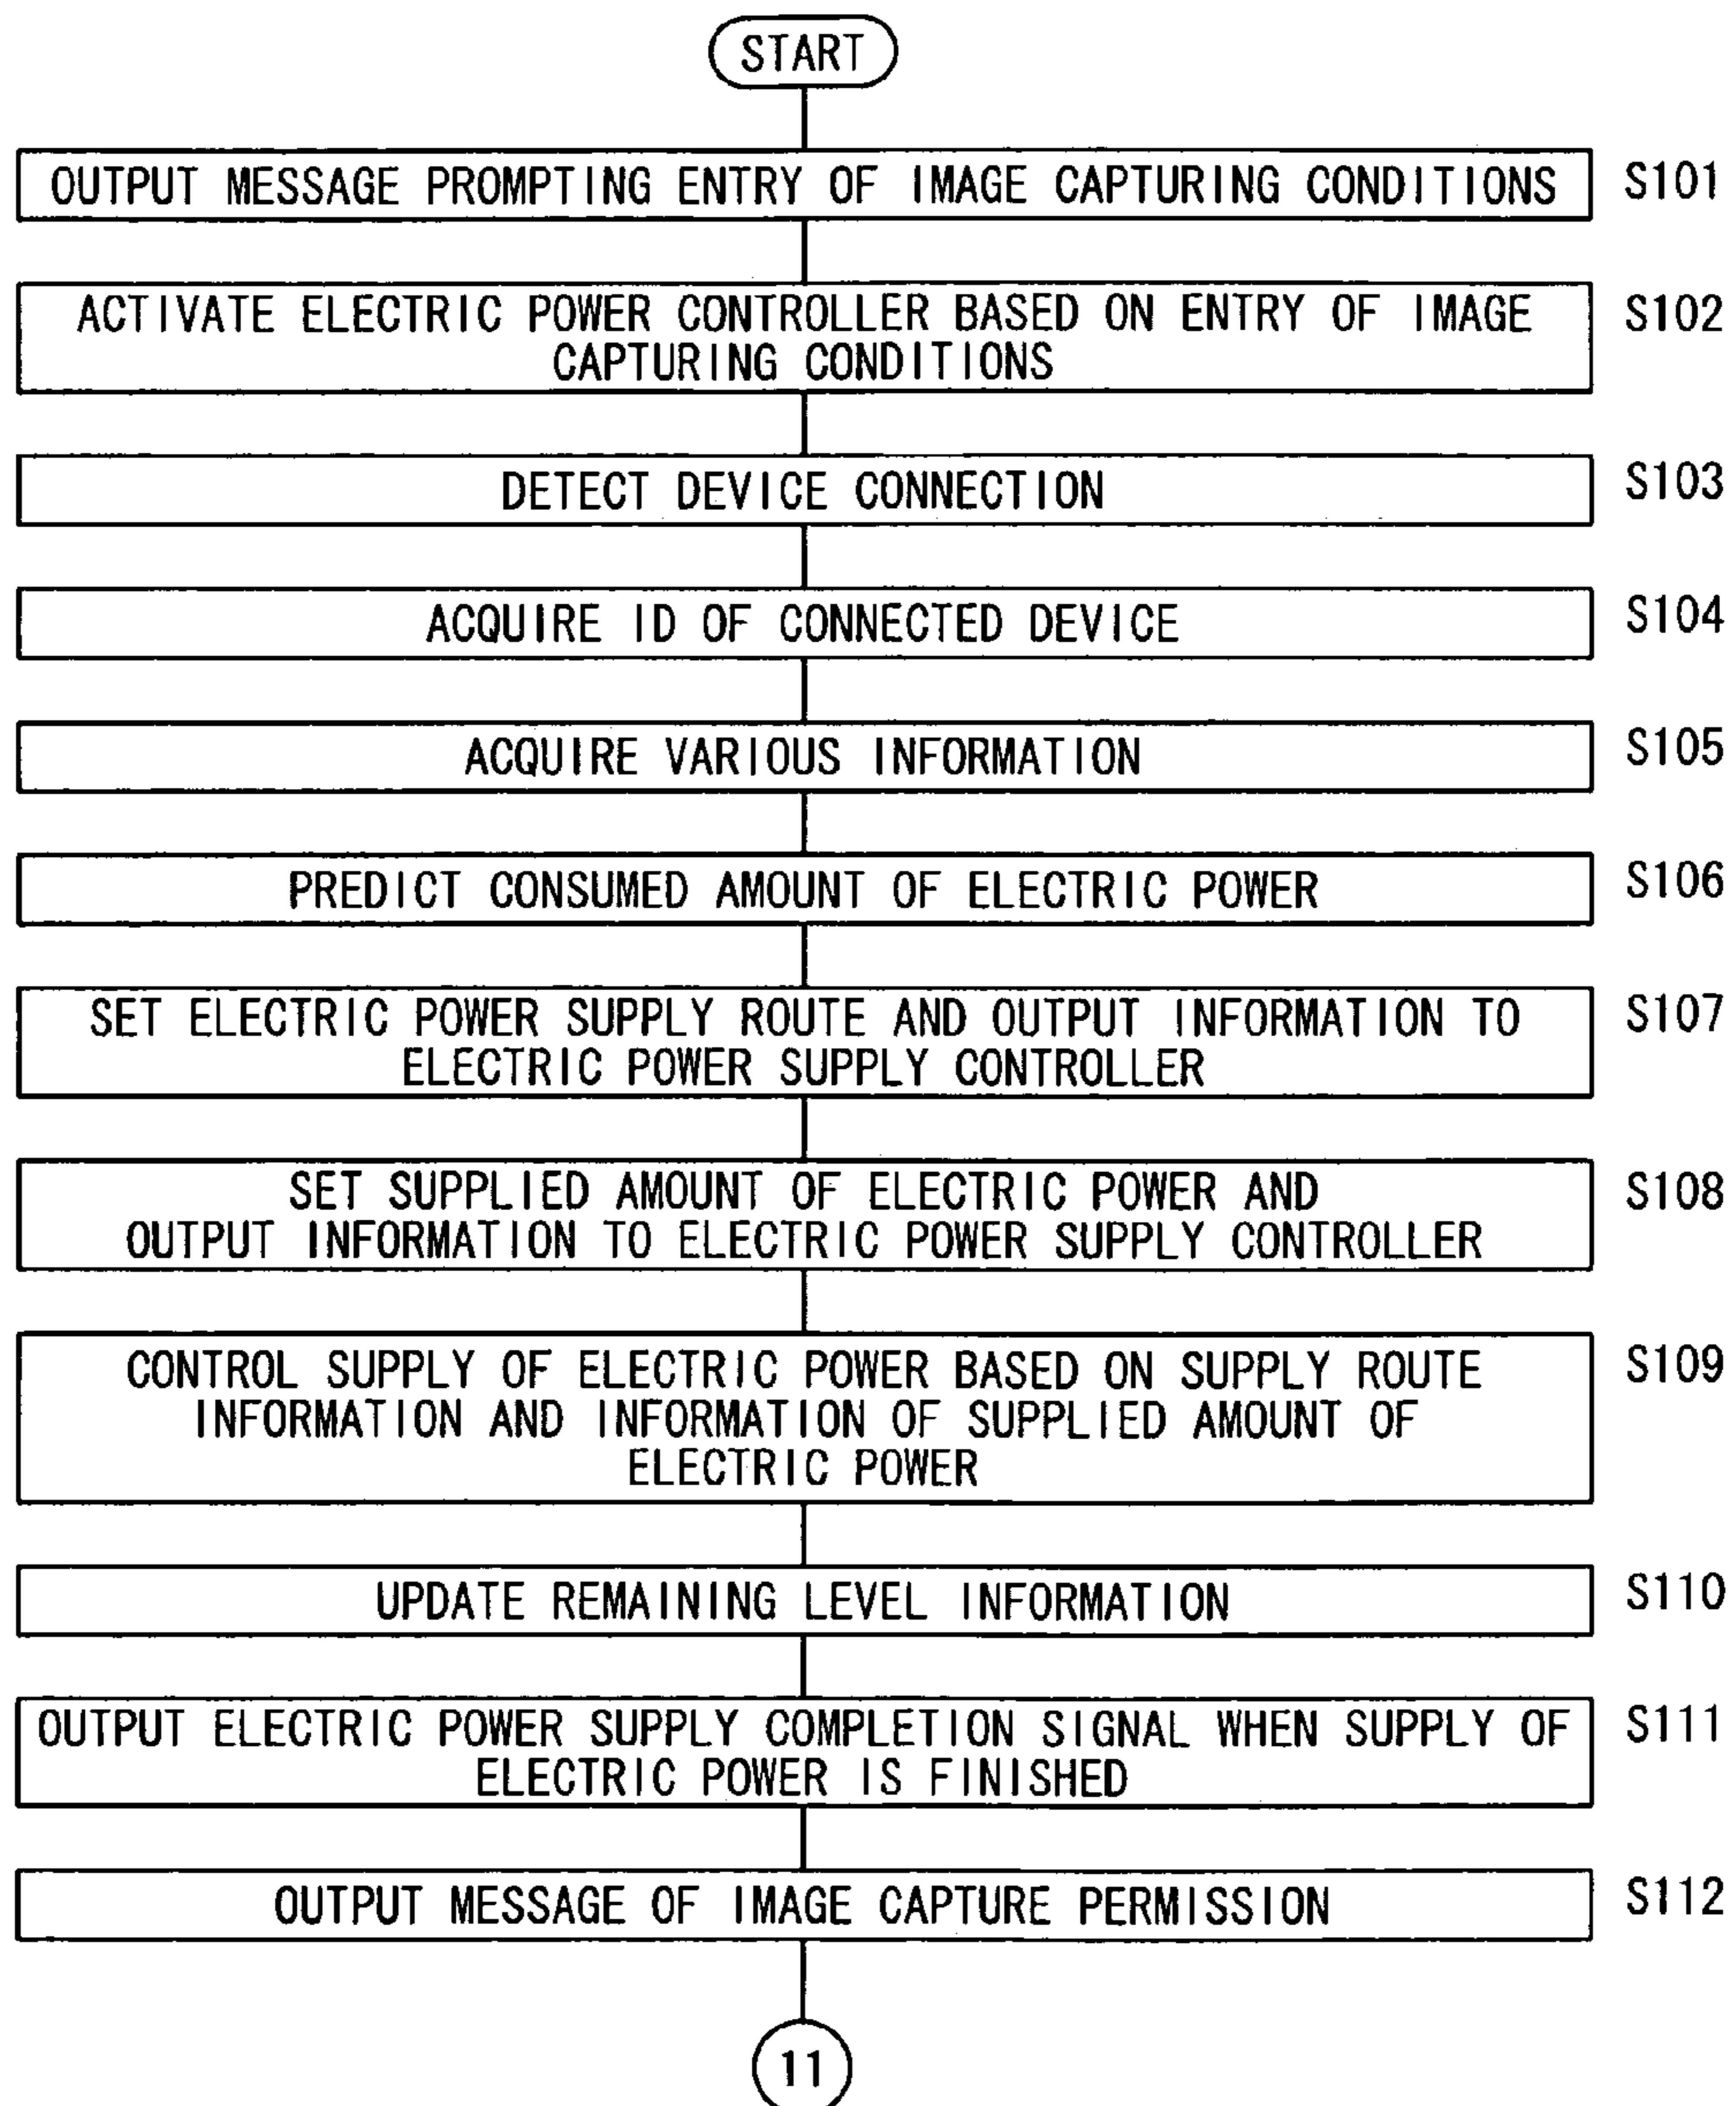 START
OUTPUT MESSAGE PROMPTING ENTRY OF IMAGE CAPTURING CONDITIONS S101
ACTIVATE ELECTRIC POWER CONTROLLER BASED ON ENTRY OF IMAGE S102
CAPTURING CONDITIONS
DETECT DEVICE CONNECTION S103
ACQUIRE ID OF CONNECTED DEVICE S104
ACQUIRE VARIOUS INFORMATION S105
PREDICT CONSUMED AMOUNT OF ELECTRIC POWER S106
SET ELECTRIC POWER SUPPLY ROUTE AND OUTPUT INFORMATION TO S107
ELECTRIC POWER SUPPLY CONTROLLER
SET SUPPLIED AMOUNT OF ELECTRIC POWER AND S108
OUTPUT INFORMATION TO ELECTRIC POWER SUPPLY CONTROLLER
CONTROL SUPPLY OF ELECTRIC POWER BASED ON SUPPLY ROUTE S109
INFORMATION AND INFORMATION OF SUPPLIED AMOUNT OF
ELECTRIC POWER
UPDATE REMAINING LEVEL INFORMATION S110
OUTPUT ELECTRIC POWER SUPPLY COMPLETION SIGNAL WHEN SUPPLY OF S111
ELECTRIC POWER IS FINISHED
OUTPUT MESSAGE OF IMAGE CAPTURE PERMISSION S112
11